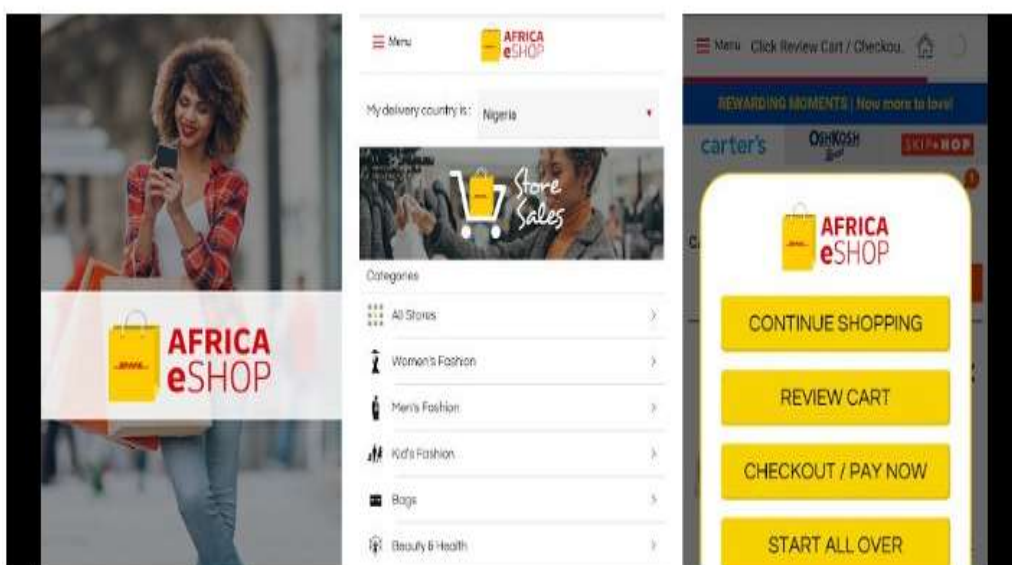 DHL
AFRICA
eSHOP
Menu
AFRICA
eSHOP
My delivery country is :
Nigeria
Store
Sales
Categories
All Stores
Women's Fashion
Men's Fashion
Kid's Fashion
Bags
Beauty & Health
Menu Click Review Cart / Checkou.
REWARDING MOMENTS | Now more to love!
carter's
OSHKOSH
SKIP*HOP
1
AFRICA
eSHOP
CONTINUE SHOPPING
REVIEW CART
CHECKOUT / PAY NOW
START ALL OVER